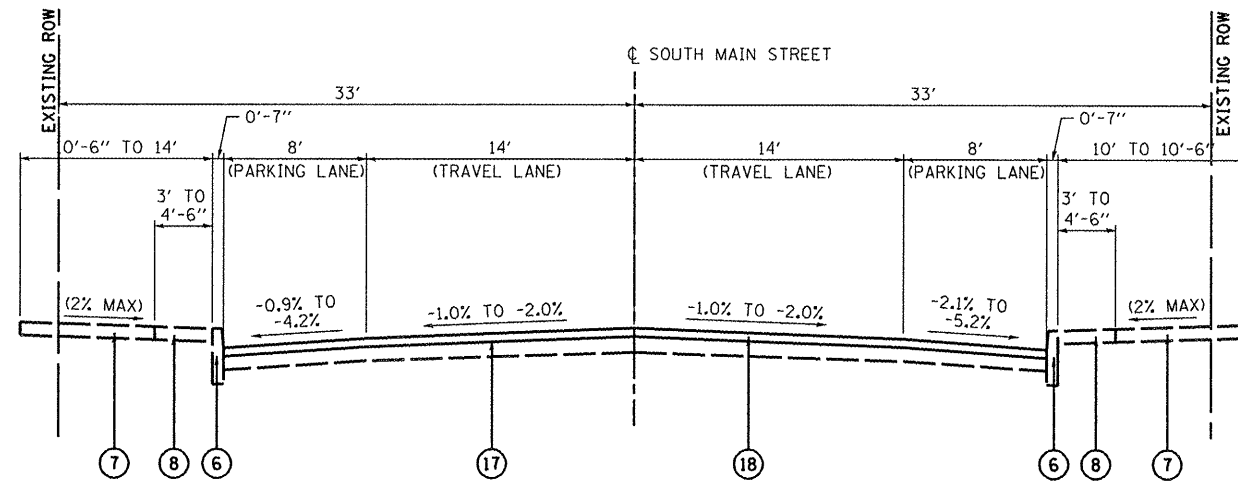 EXISTING ROW
℄ SOUTH MAIN STREET
EXISTING ROW
33'
33'
0'-7"
0'-7"
0'-6" TO 14'
8'
14'
14'
8'
10' TO 10'-6"
(PARKING LANE)
(TRAVEL LANE)
(TRAVEL LANE)
(PARKING LANE)
3' TO
4'-6"
3' TO
4'-6"
(2% MAX)
-0.9% TO
-4.2%
-1.0% TO -2.0%
-1.0% TO -2.0%
-2.1% TO
-5.2%
(2% MAX)
7
8
6
17
18
6
8
7